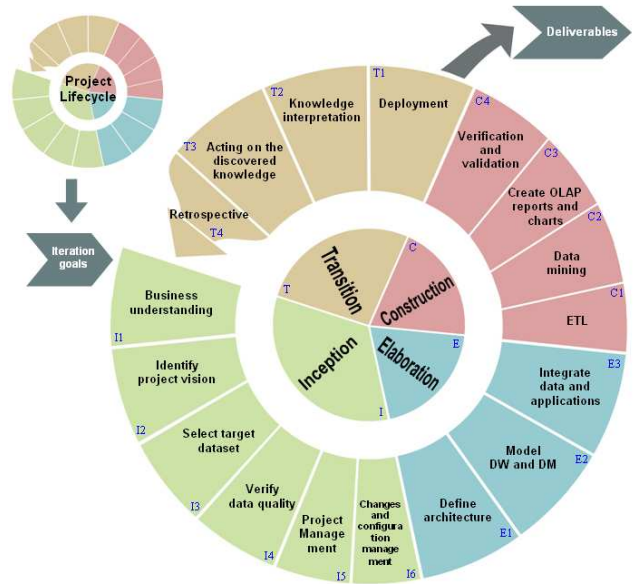 Project
Lifecycle
Deliverables
Iteration
goals
T1
Deployment
T2
Knowledge
interpretation
T3
Acting on the
discovered
knowledge
Retrospective
T4
C4
Verification
and
validation
C3
Create OLAP
reports and
charts
C2
Data
mining
C1
ETL
E3
Integrate
data and
applications
E2
Model
DW and DM
E1
Define
architecture
I6
Changes
and
configura
tion
manage
ment
I5
Project
Manage
ment
I4
Verify
data quality
I3
Select target
dataset
I2
Identify
project vision
I1
Business
understanding
T
Transition
C
Construction
E
Elaboration
I
Inception